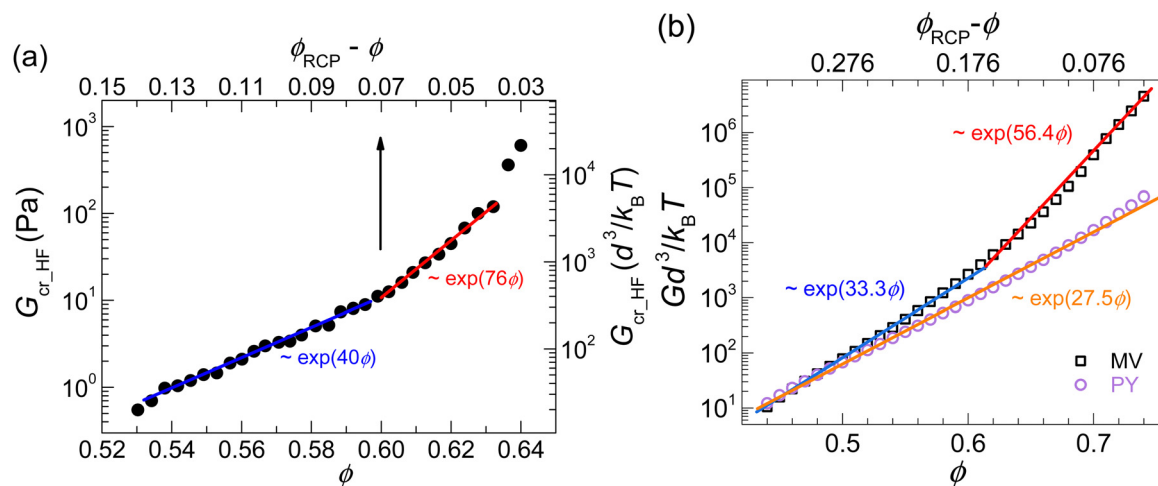 (a)
ϕRCP - ϕ
0.15 0.13 0.11 0.09 0.07 0.05 0.03
10³
10²
10¹
10⁰
Gcr_HF (Pa)
~ exp(76ϕ)
~ exp(40ϕ)
10⁴
10³
10²
Gcr_HF (d³/kBT)
0.52 0.54 0.56 0.58 0.60 0.62 0.64
ϕ
(b)
ϕRCP-ϕ
0.276 0.176 0.076
10⁶
10⁵
10⁴
10³
10²
10¹
Gd³/kBT
~ exp(56.4ϕ)
~ exp(33.3ϕ)
~ exp(27.5ϕ)
MV
PY
0.5 0.6 0.7
ϕ